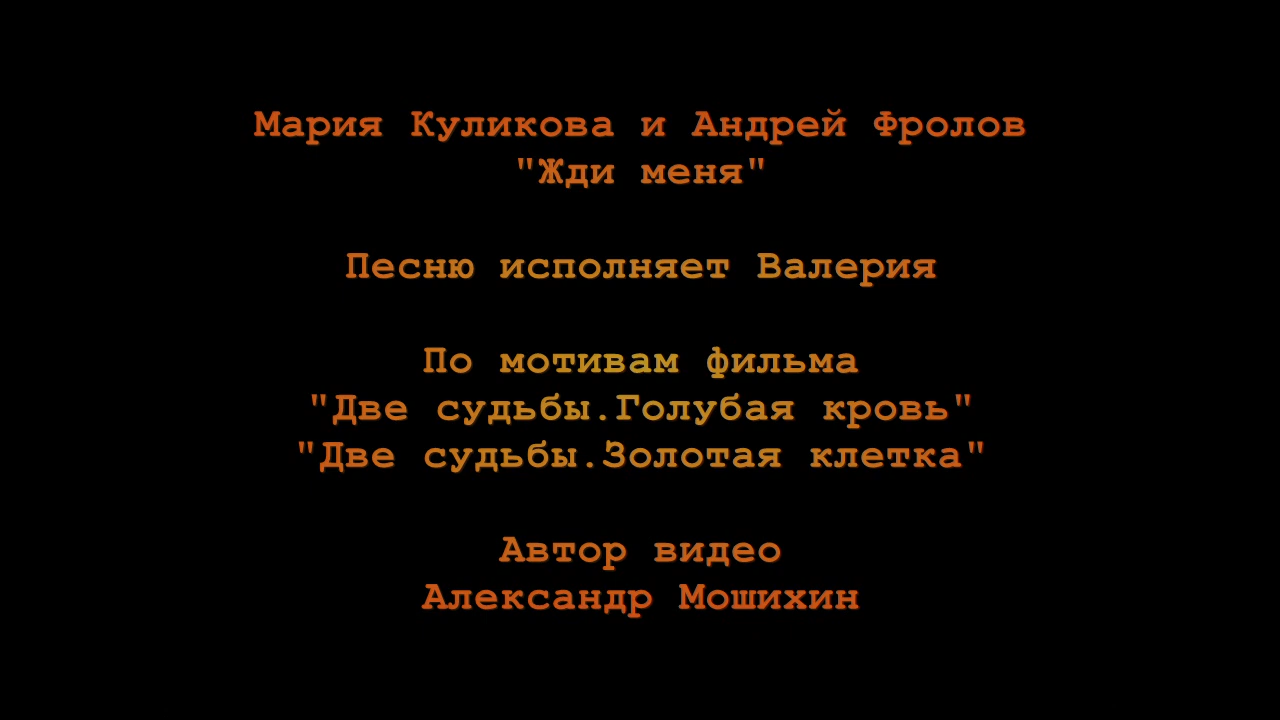 Мария Куликова и Андрей Фролов
"Жди меня"
Песню исполняет Валерия
По мотивам фильма
"Две судьбы.Голубая кровь"
"Две судьбы.Золотая клетка"
Автор видео
Александр Мошихин